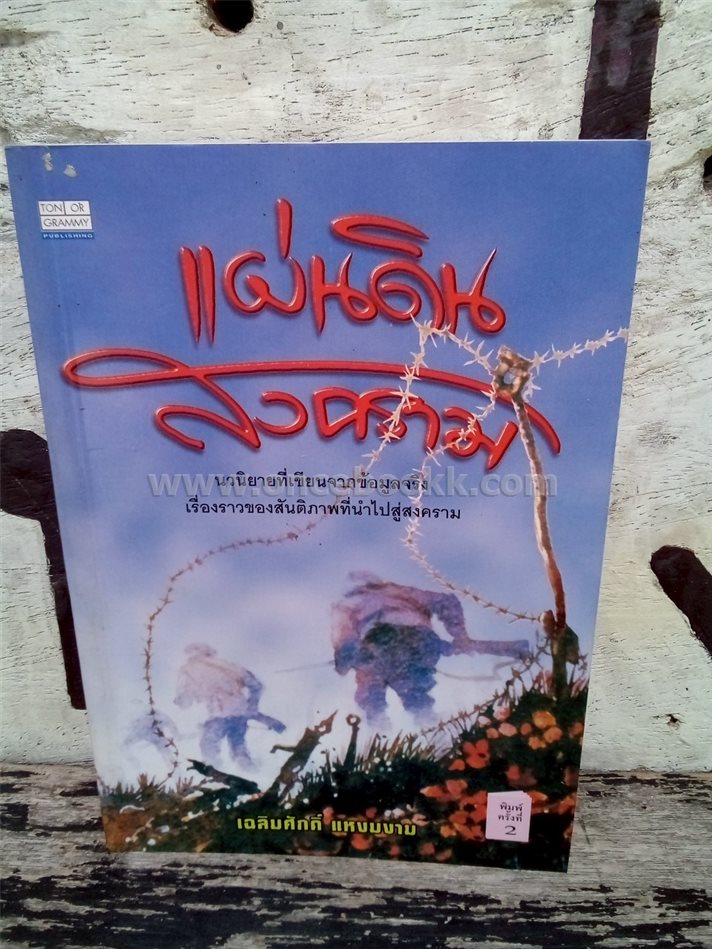 TON OR
GRAMMY
PUBLISHING
แผ่นดิน
สงคราม
นวนิยายที่เขียนจากข้อมูลจริง
เรื่องราวของสันติภาพที่นำไปสู่สงคราม
เฉลิมศักดิ์ แหงมงาม
พิมพ์
ครั้งที่
2